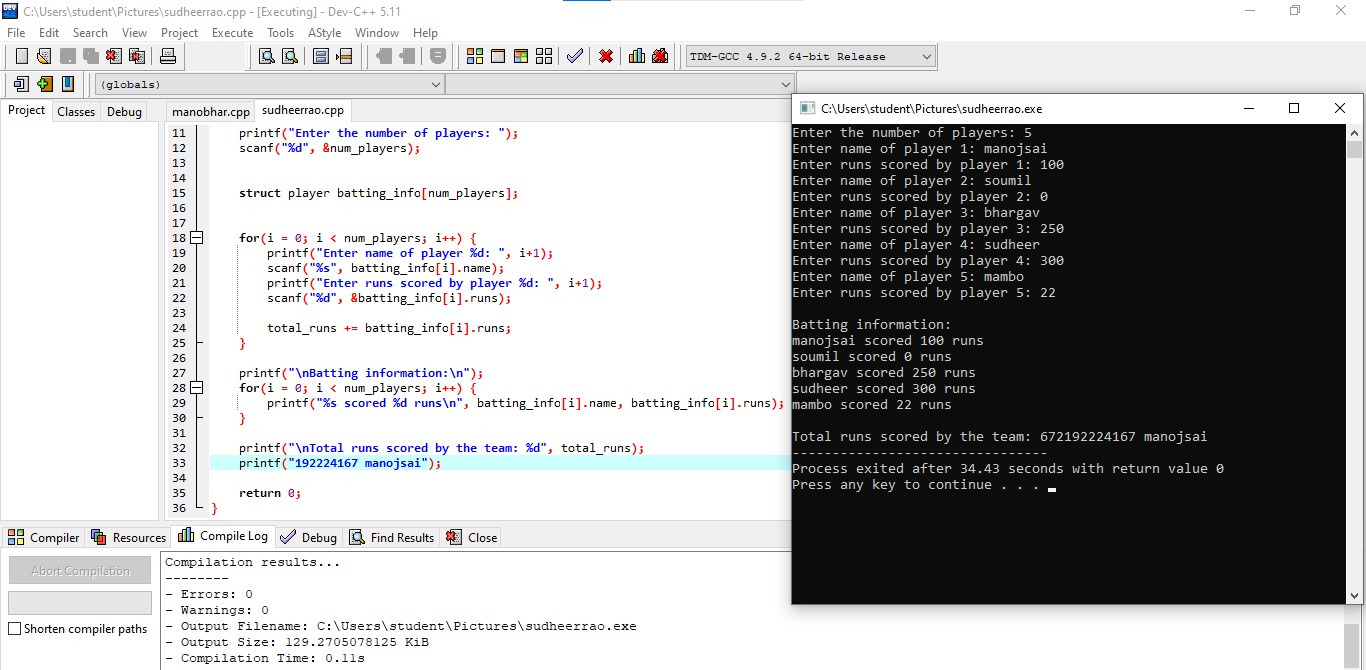 C:\Users\student\Pictures\sudheerrao.cpp - [Executing] - Dev-C++ 5.11
File Edit Search View Project Execute Tools AStyle Window Help
TDM-GCC 4.9.2 64-bit Release
(globals)
Project Classes Debug
manobhar.cpp sudheerrao.cpp
11 printf("Enter the number of players: ");
12 scanf("%d", &num_players);
13
14
15 struct player batting_info[num_players];
16
17
18 for(i = 0; i < num_players; i++) {
19 printf("Enter name of player %d: ", i+1);
20 scanf("%s", batting_info[i].name);
21 printf("Enter runs scored by player %d: ", i+1);
22 scanf("%d", &batting_info[i].runs);
23
24 total_runs += batting_info[i].runs;
25 }
26
27 printf("\nBatting information:\n");
28 for(i = 0; i < num_players; i++) {
29 printf("%s scored %d runs\n", batting_info[i].name, batting_info[i].runs);
30 }
31
32 printf("\nTotal runs scored by the team: %d", total_runs);
33 printf("192224167 manojsai");
34
35 return 0;
36 }
C:\Users\student\Pictures\sudheerrao.exe
Enter the number of players: 5
Enter name of player 1: manojsai
Enter runs scored by player 1: 100
Enter name of player 2: soumil
Enter runs scored by player 2: 0
Enter name of player 3: bhargav
Enter runs scored by player 3: 250
Enter name of player 4: sudheer
Enter runs scored by player 4: 300
Enter name of player 5: mambo
Enter runs scored by player 5: 22
Batting information:
manojsai scored 100 runs
soumil scored 0 runs
bhargav scored 250 runs
sudheer scored 300 runs
mambo scored 22 runs
Total runs scored by the team: 672192224167 manojsai
--------------------------------
Process exited after 34.43 seconds with return value 0
Press any key to continue . . .
Compiler Resources Compile Log Debug Find Results Close
Abort Compilation
Shorten compiler paths
Compilation results...
--------
- Errors: 0
- Warnings: 0
- Output Filename: C:\Users\student\Pictures\sudheerrao.exe
- Output Size: 129.2705078125 KiB
- Compilation Time: 0.11s